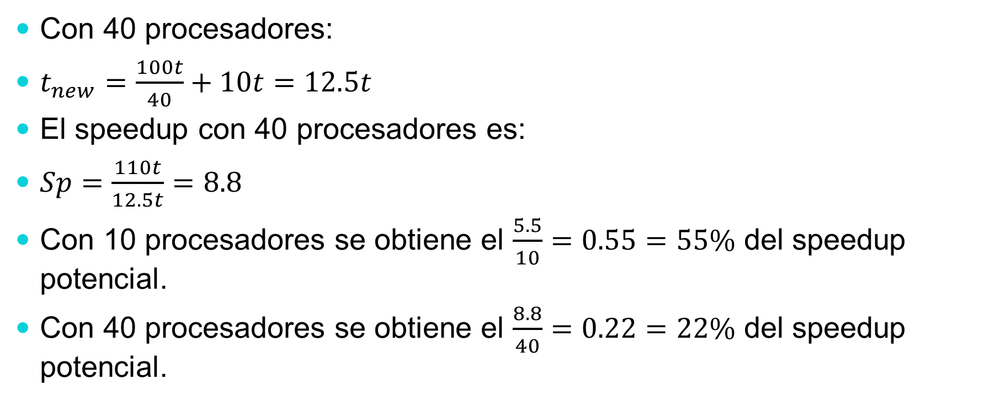 • Con 40 procesadores:
• $t_{new} = \frac{100t}{40} + 10t = 12.5t$
• El speedup con 40 procesadores es:
• $Sp = \frac{110t}{12.5t} = 8.8$
• Con 10 procesadores se obtiene el $\frac{5.5}{10} = 0.55 = 55\%$ del speedup
potencial.
• Con 40 procesadores se obtiene el $\frac{8.8}{40} = 0.22 = 22\%$ del speedup
potencial.